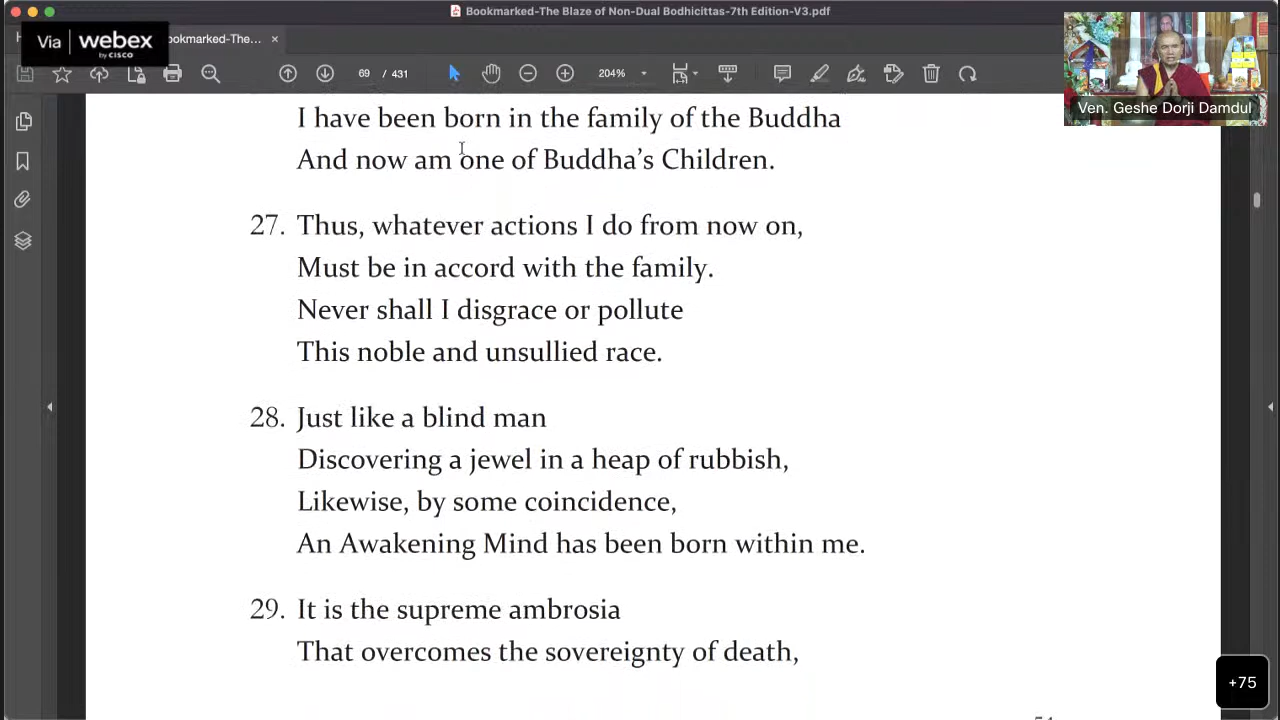 Bookmarked-The Blaze of Non-Dual Bodhicittas-7th Edition-V3.pdf
Via webex
by CISCO
ookmarked-The... ×
69 / 431
204%
Ven. Geshe Dorji Damdul
I have been born in the family of the Buddha
And now am one of Buddha’s Children.
27. Thus, whatever actions I do from now on,
Must be in accord with the family.
Never shall I disgrace or pollute
This noble and unsullied race.
28. Just like a blind man
Discovering a jewel in a heap of rubbish,
Likewise, by some coincidence,
An Awakening Mind has been born within me.
29. It is the supreme ambrosia
That overcomes the sovereignty of death,
+75